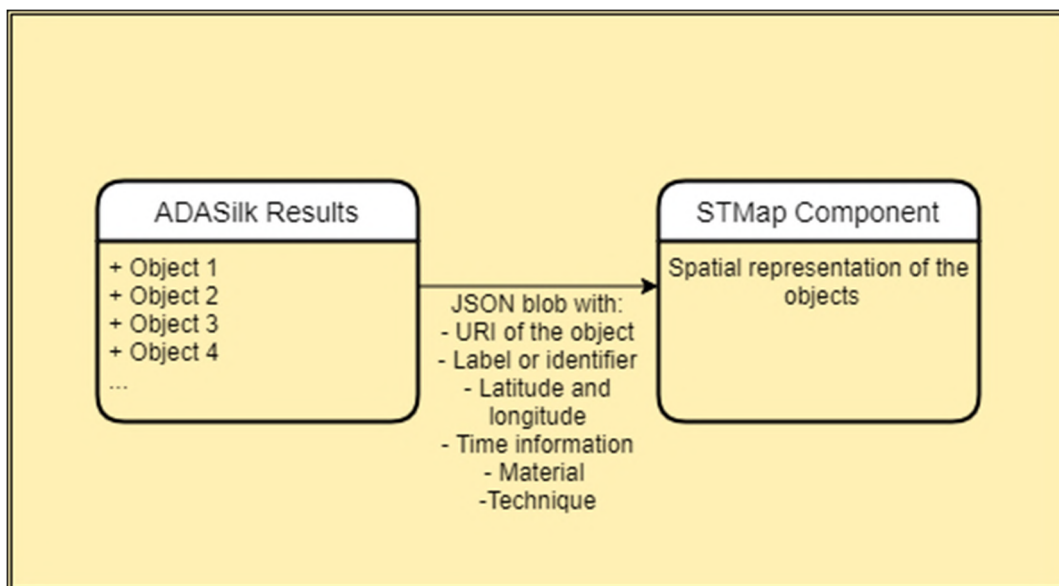 ADASilk Results
+ Object 1
+ Object 2
+ Object 3
+ Object 4
...
JSON blob with:
- URI of the object
- Label or identifier
- Latitude and
longitude
- Time information
- Material
-Technique
STMap Component
Spatial representation of the
objects